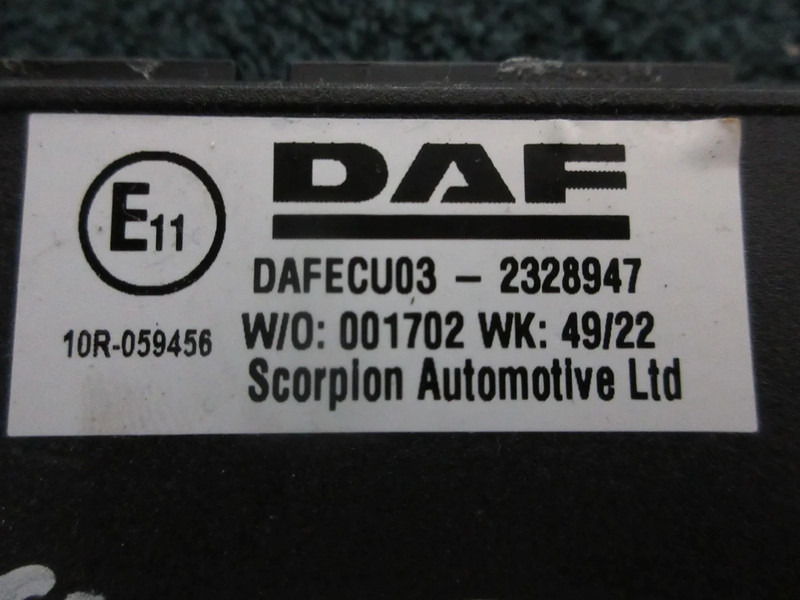 E11
DAF
DAFECU03 - 2328947
10R-059456
W/O: 001702 WK: 49/22
Scorpion Automotive Ltd